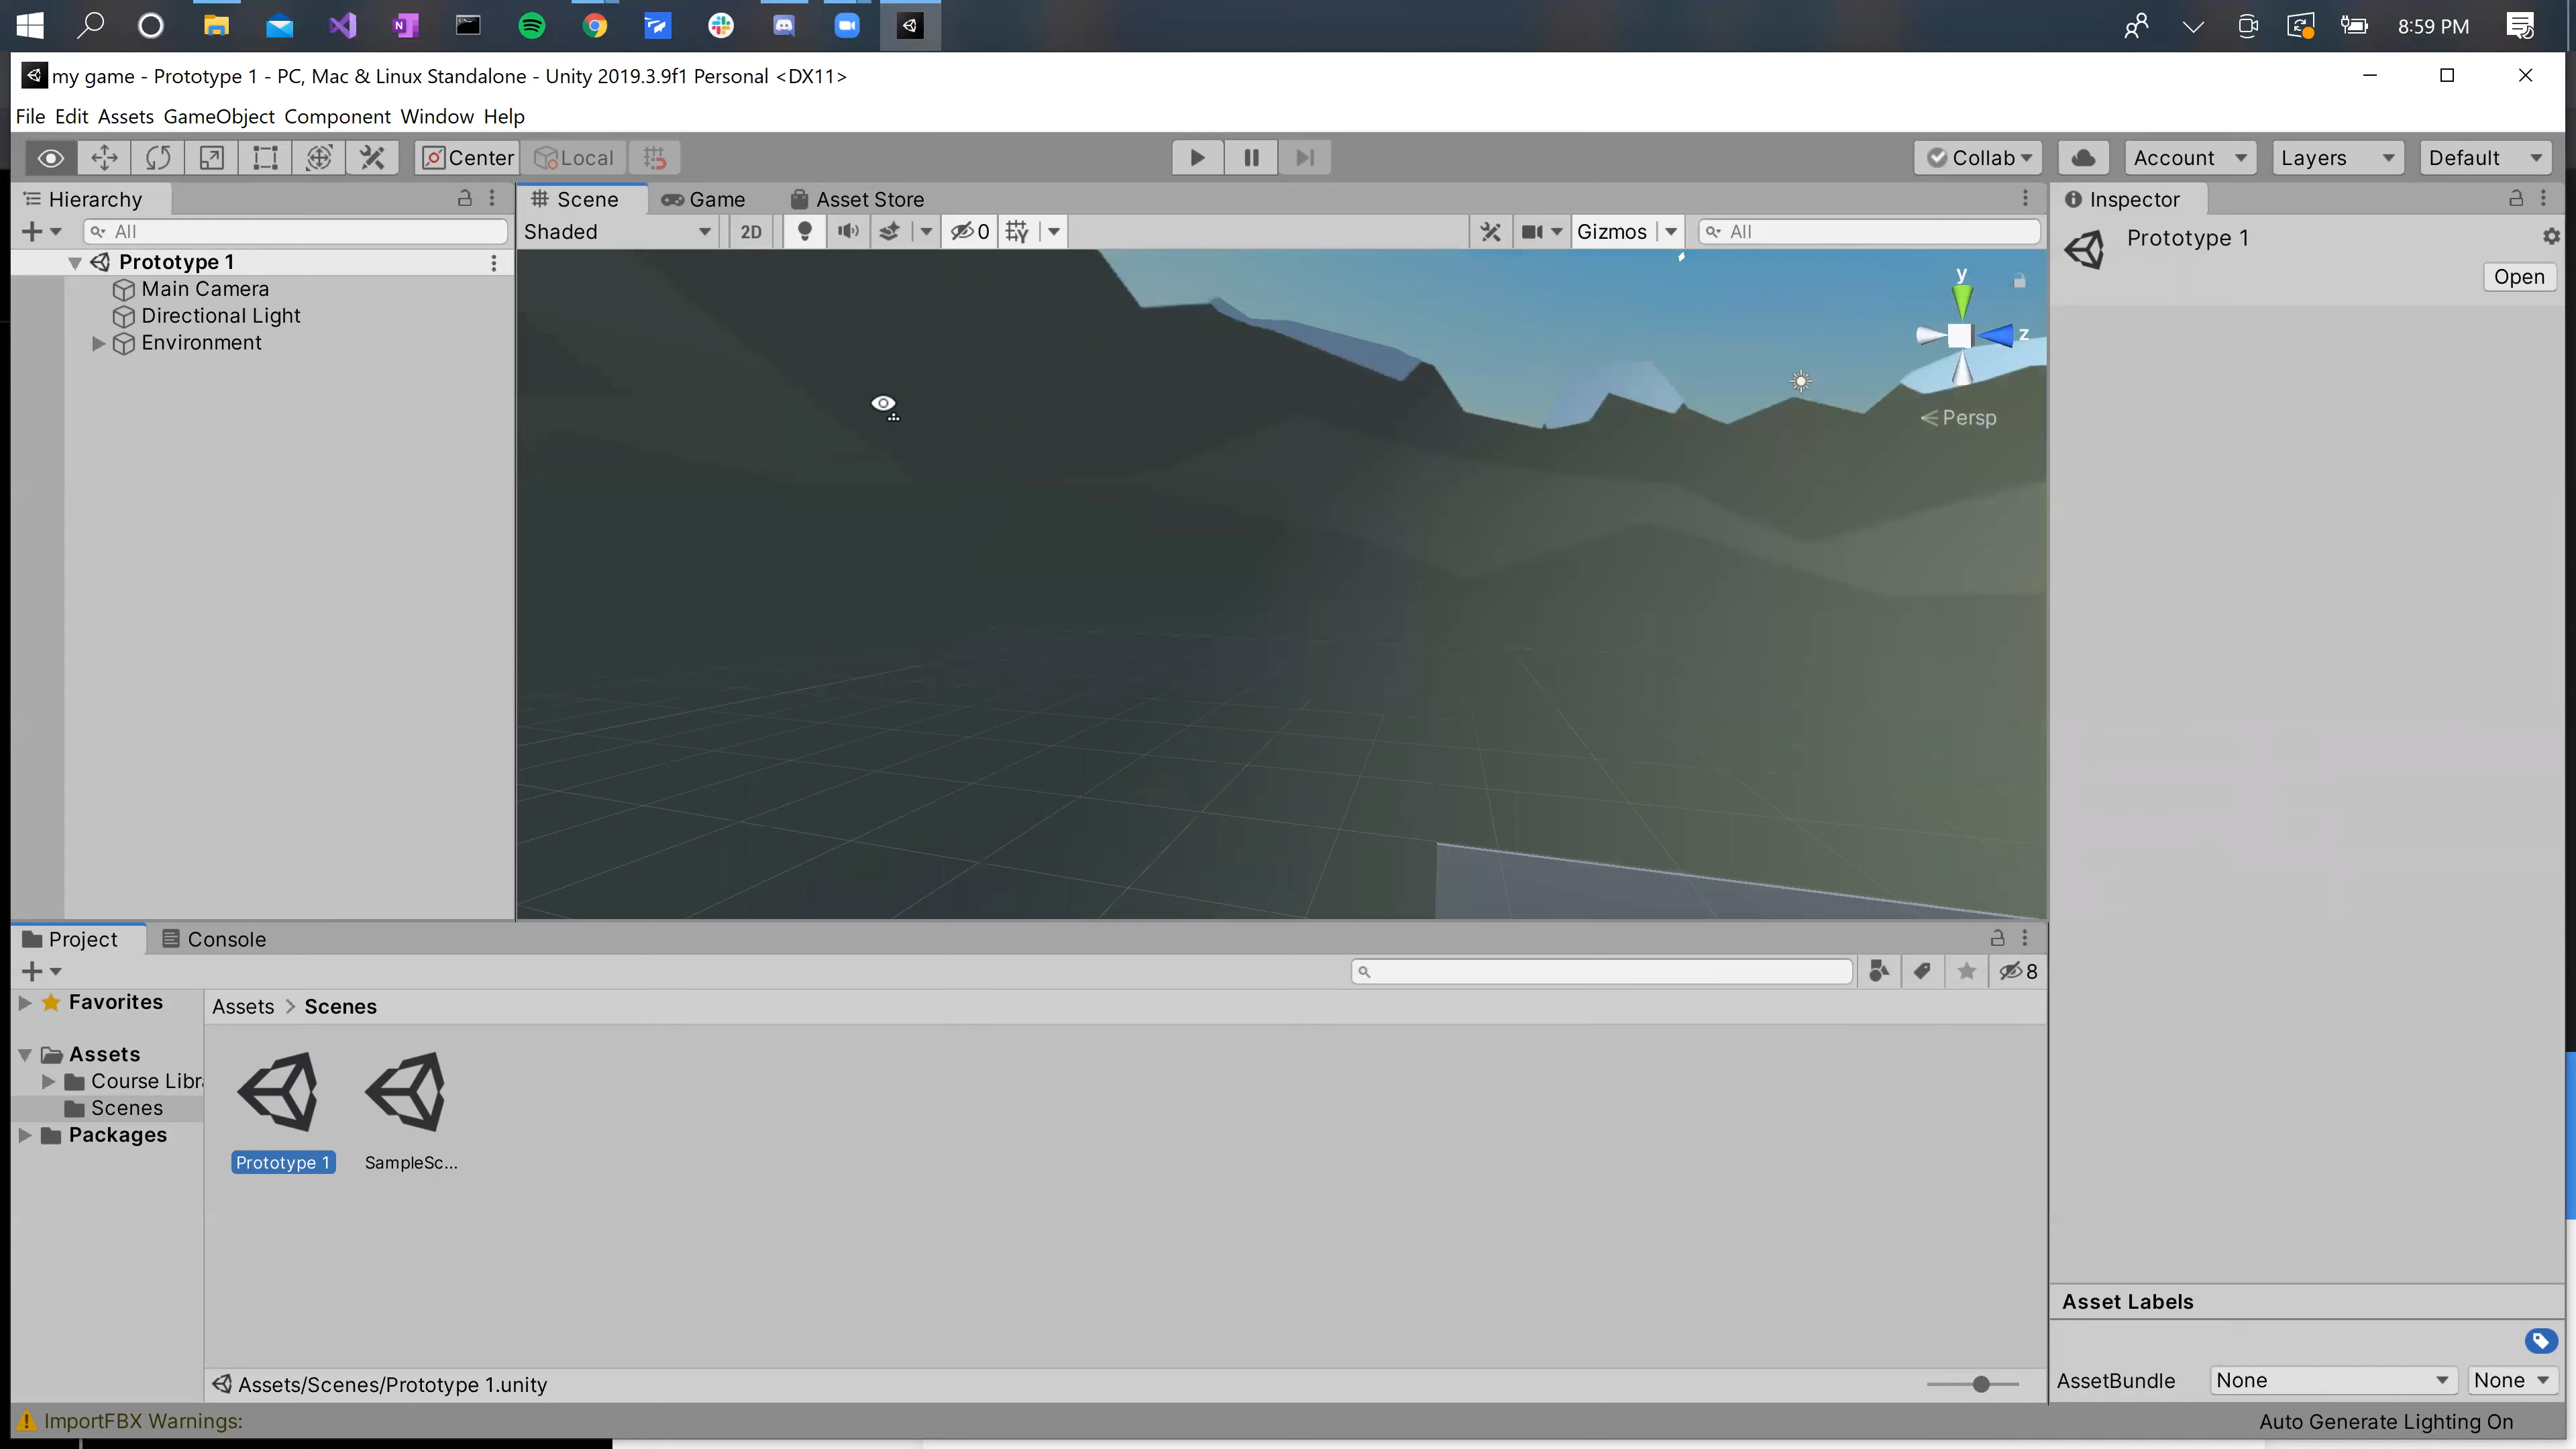 8:59 PM
my game - Prototype 1 - PC, Mac & Linux Standalone - Unity 2019.3.9f1 Personal <DX11>
File Edit Assets GameObject Component Window Help
Center Local Collab Account Layers Default
Hierarchy
All
Prototype 1
Main Camera
Directional Light
Environment
Scene Game Asset Store
Shaded 2D 0 Gizmos All
y
z
Persp
Inspector
Prototype 1
Open
Project Console
8
Favorites
Assets
Course Libr
Scenes
Packages
Assets > Scenes
Prototype 1 SampleSc...
Assets/Scenes/Prototype 1.unity
Asset Labels
AssetBundle None None
ImportFBX Warnings:
Auto Generate Lighting On